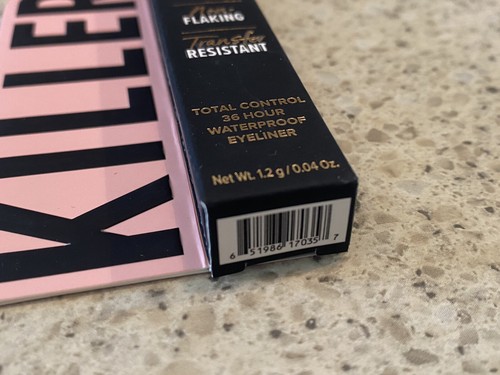 KILLER
Non-
FLAKING
Transfer
RESISTANT
TOTAL CONTROL
36 HOUR
WATERPROOF
EYELINER
Net Wt. 1.2 g / 0.04 Oz.
6 51986 17035 7